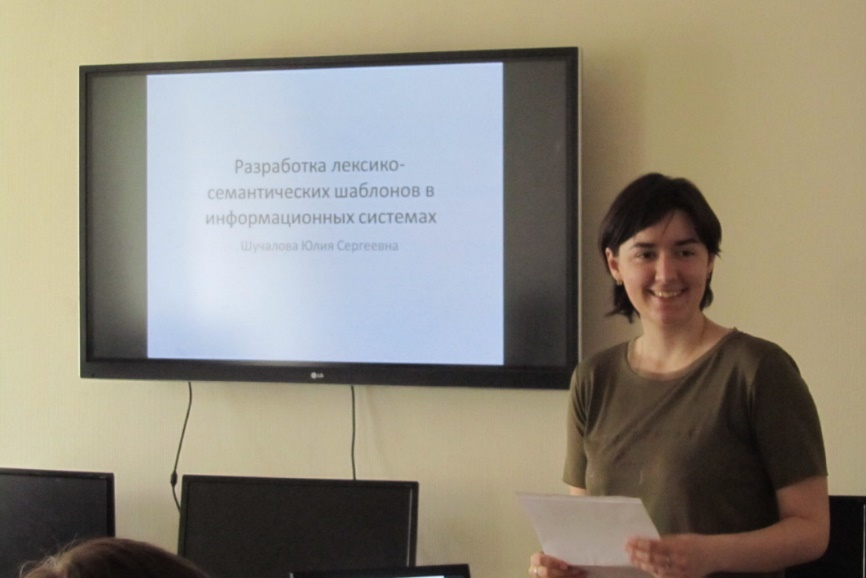 Разработка лексико-
семантических шаблонов в
информационных системах
Шучалова Юлия Сергеевна
LG